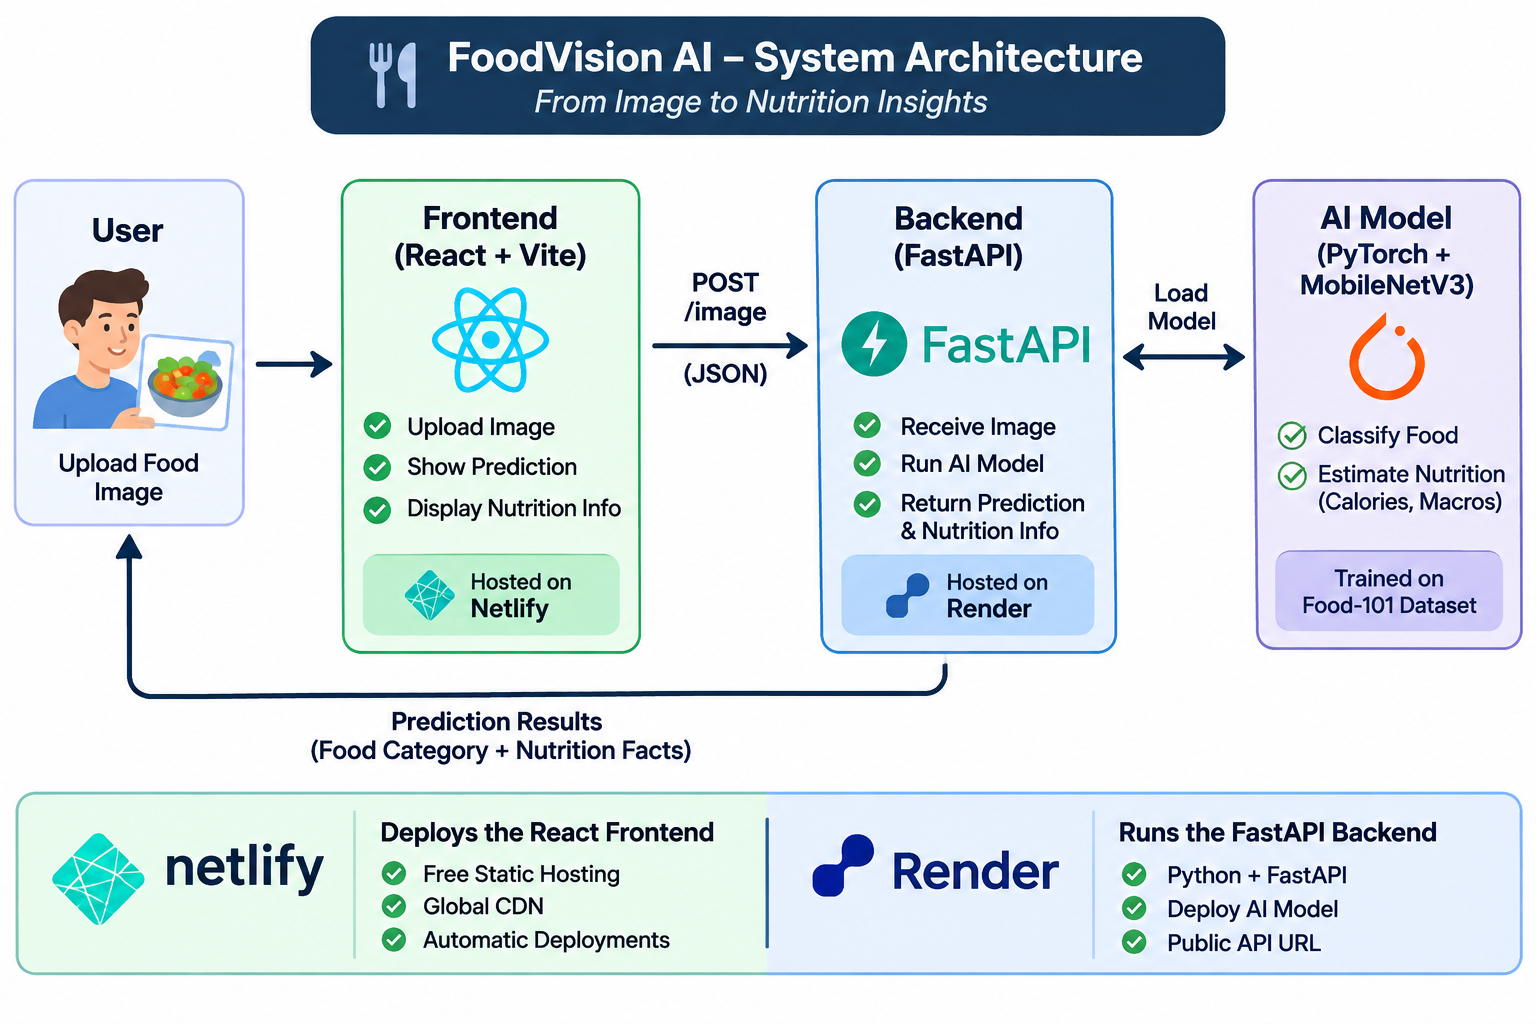 FoodVision AI – System Architecture
From Image to Nutrition Insights
User
Upload Food
Image
Frontend
(React + Vite)
Upload Image
Show Prediction
Display Nutrition Info
Hosted on
Netlify
POST
/image
(JSON)
Backend
(FastAPI)
FastAPI
Receive Image
Run AI Model
Return Prediction
& Nutrition Info
Hosted on
Render
Load
Model
AI Model
(PyTorch +
MobileNetV3)
Classify Food
Estimate Nutrition
(Calories, Macros)
Trained on
Food-101 Dataset
Prediction Results
(Food Category + Nutrition Facts)
netlify
Deploys the React Frontend
Free Static Hosting
Global CDN
Automatic Deployments
Render
Runs the FastAPI Backend
Python + FastAPI
Deploy AI Model
Public API URL